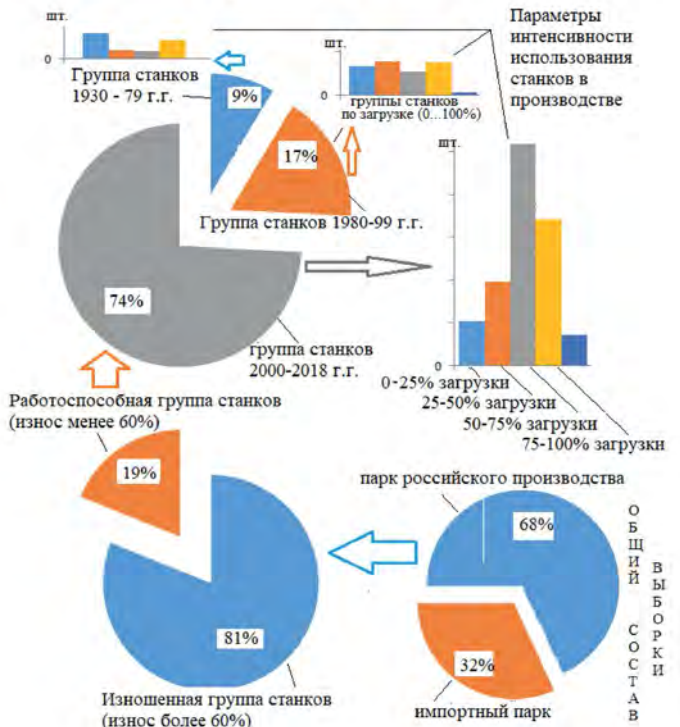 шт.
0
Группа станков
1930 - 79 г.г.
9%
шт.
0
группы станков
по загрузке (0...100%)
Параметры
интенсивности
использования
станков в
производстве
17%
Группа станков 1980-99 г.г.
74%
группа станков
2000-2018 г.г.
шт.
0
0-25% загрузки
25-50% загрузки
50-75% загрузки
75-100% загрузки
Работоспособная группа станков
(износ менее 60%)
19%
81%
Изношенная группа станков
(износ более 60%)
парк российского производства
68%
32%
импортный парк
ОБЩИЙ СОСТАВ
ВЫБОРКИ